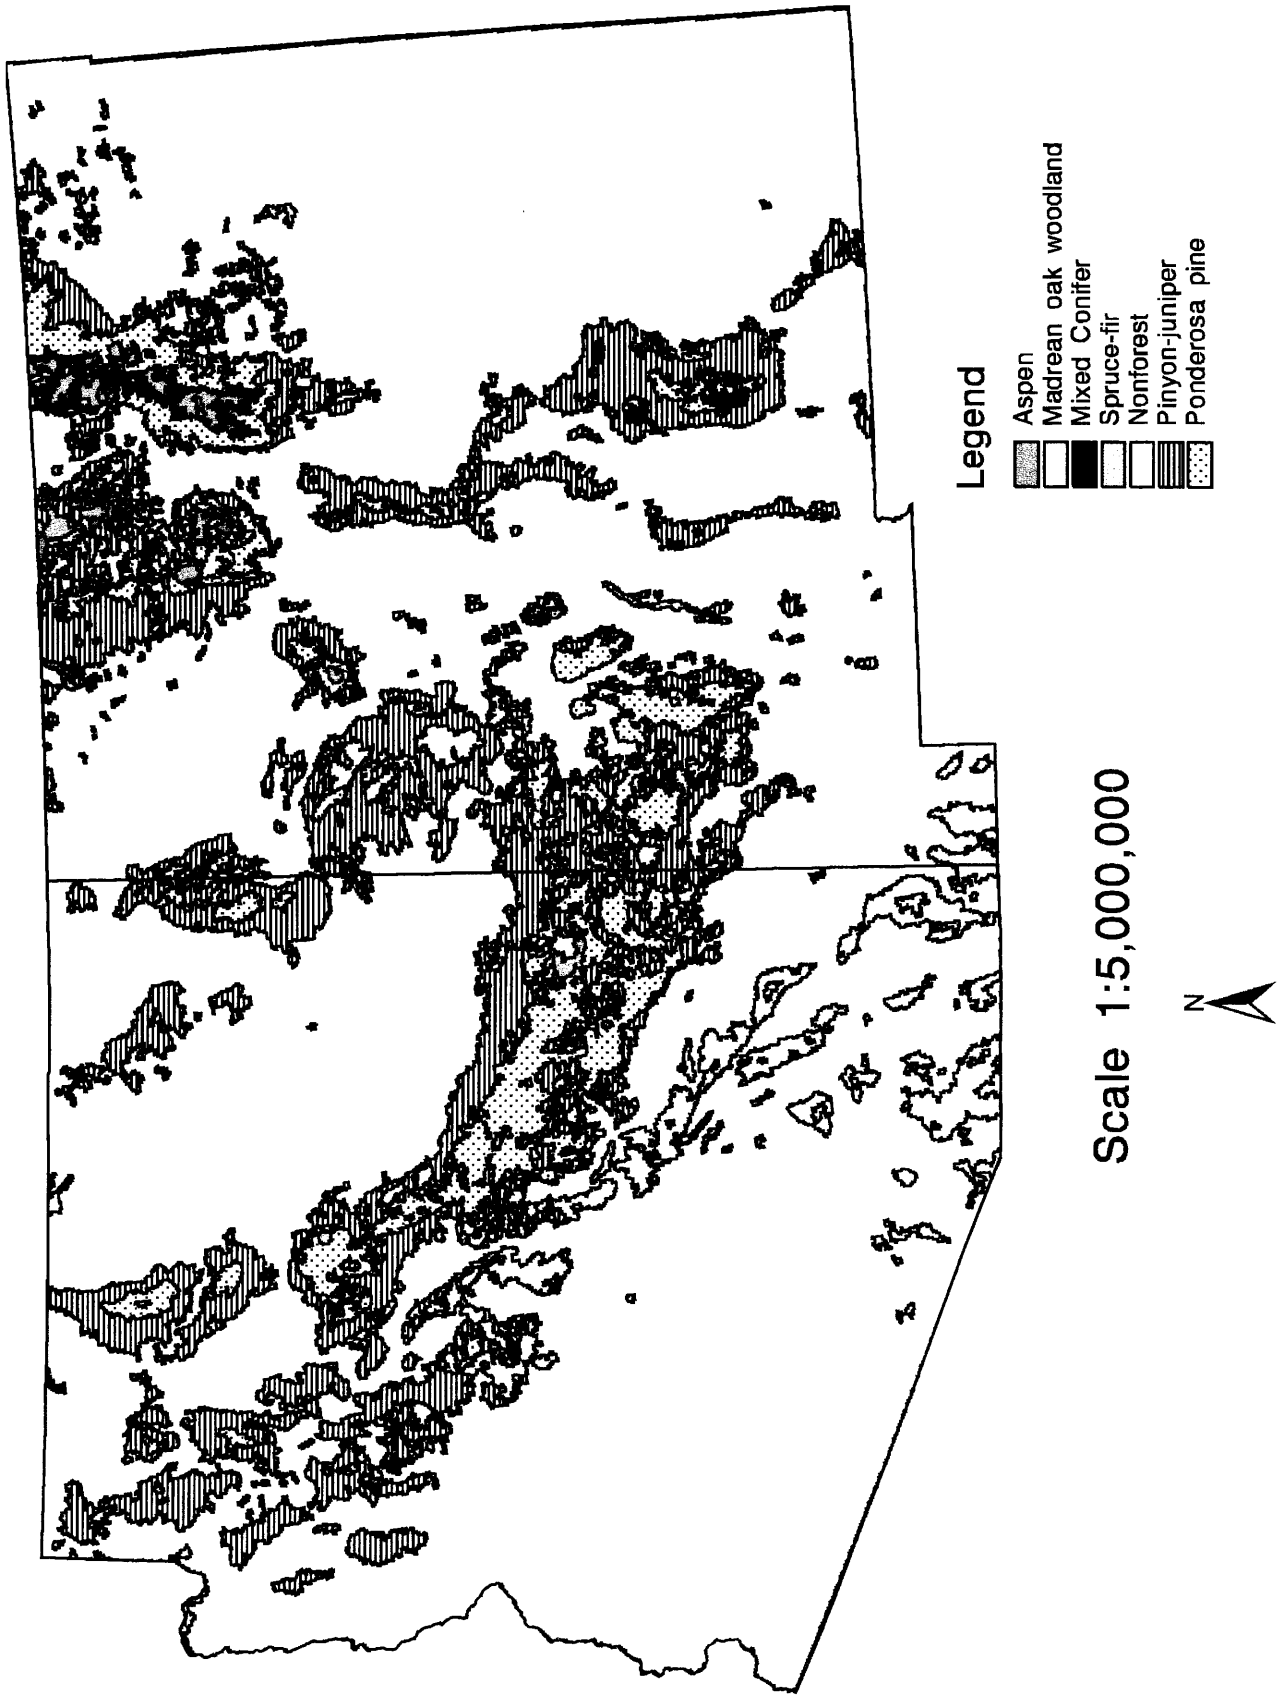 Legend
Aspen
Madrean oak woodland
Mixed Conifer
Spruce-fir
Nonforest
Pinyon-juniper
Ponderosa pine
Scale 1:5,000,000
N